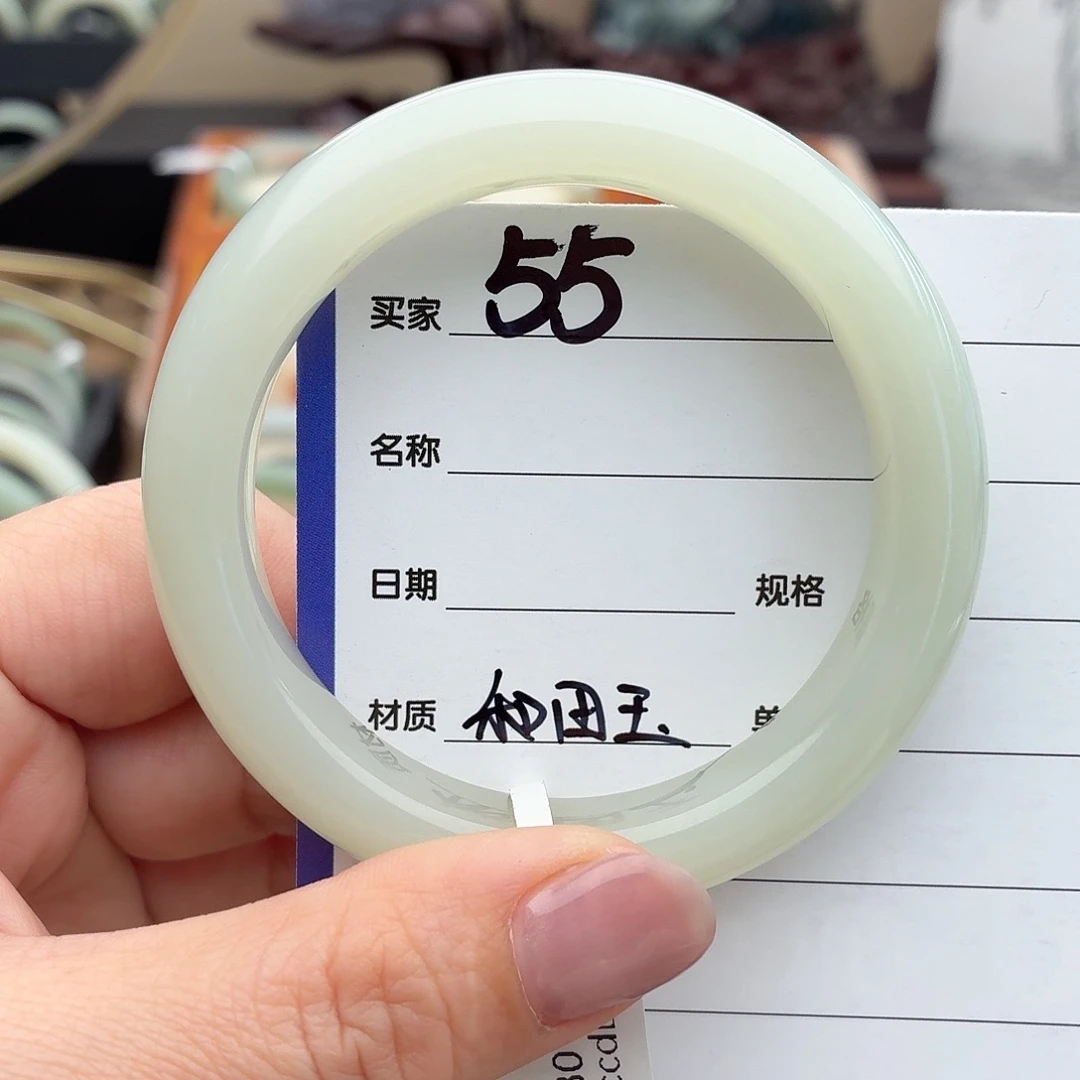 买家 55
名称
日期 规格
材质 和田玉